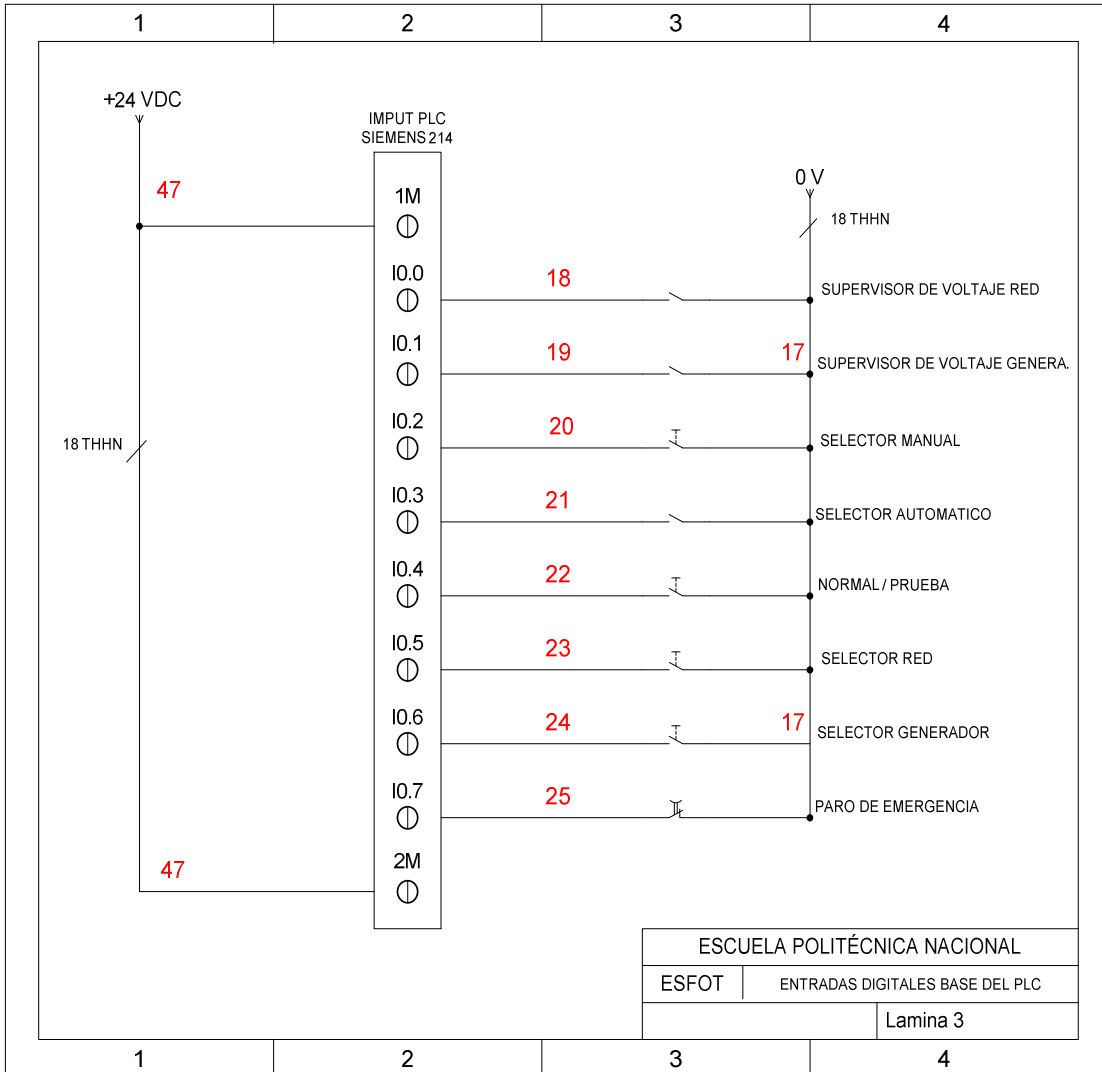 1 2 3 4
+24 VDC
IMPUT PLC
SIEMENS 214
47
1M
0 V
18 THHN
I0.0
18
SUPERVISOR DE VOLTAJE RED
I0.1
19
17
SUPERVISOR DE VOLTAJE GENERA.
18 THHN
I0.2
20
SELECTOR MANUAL
I0.3
21
SELECTOR AUTOMATICO
I0.4
22
NORMAL / PRUEBA
I0.5
23
SELECTOR RED
I0.6
24
17
SELECTOR GENERADOR
I0.7
25
PARO DE EMERGENCIA
47
2M
ESCUELA POLITÉCNICA NACIONAL
ESFOT
ENTRADAS DIGITALES BASE DEL PLC
Lamina 3
1 2 3 4